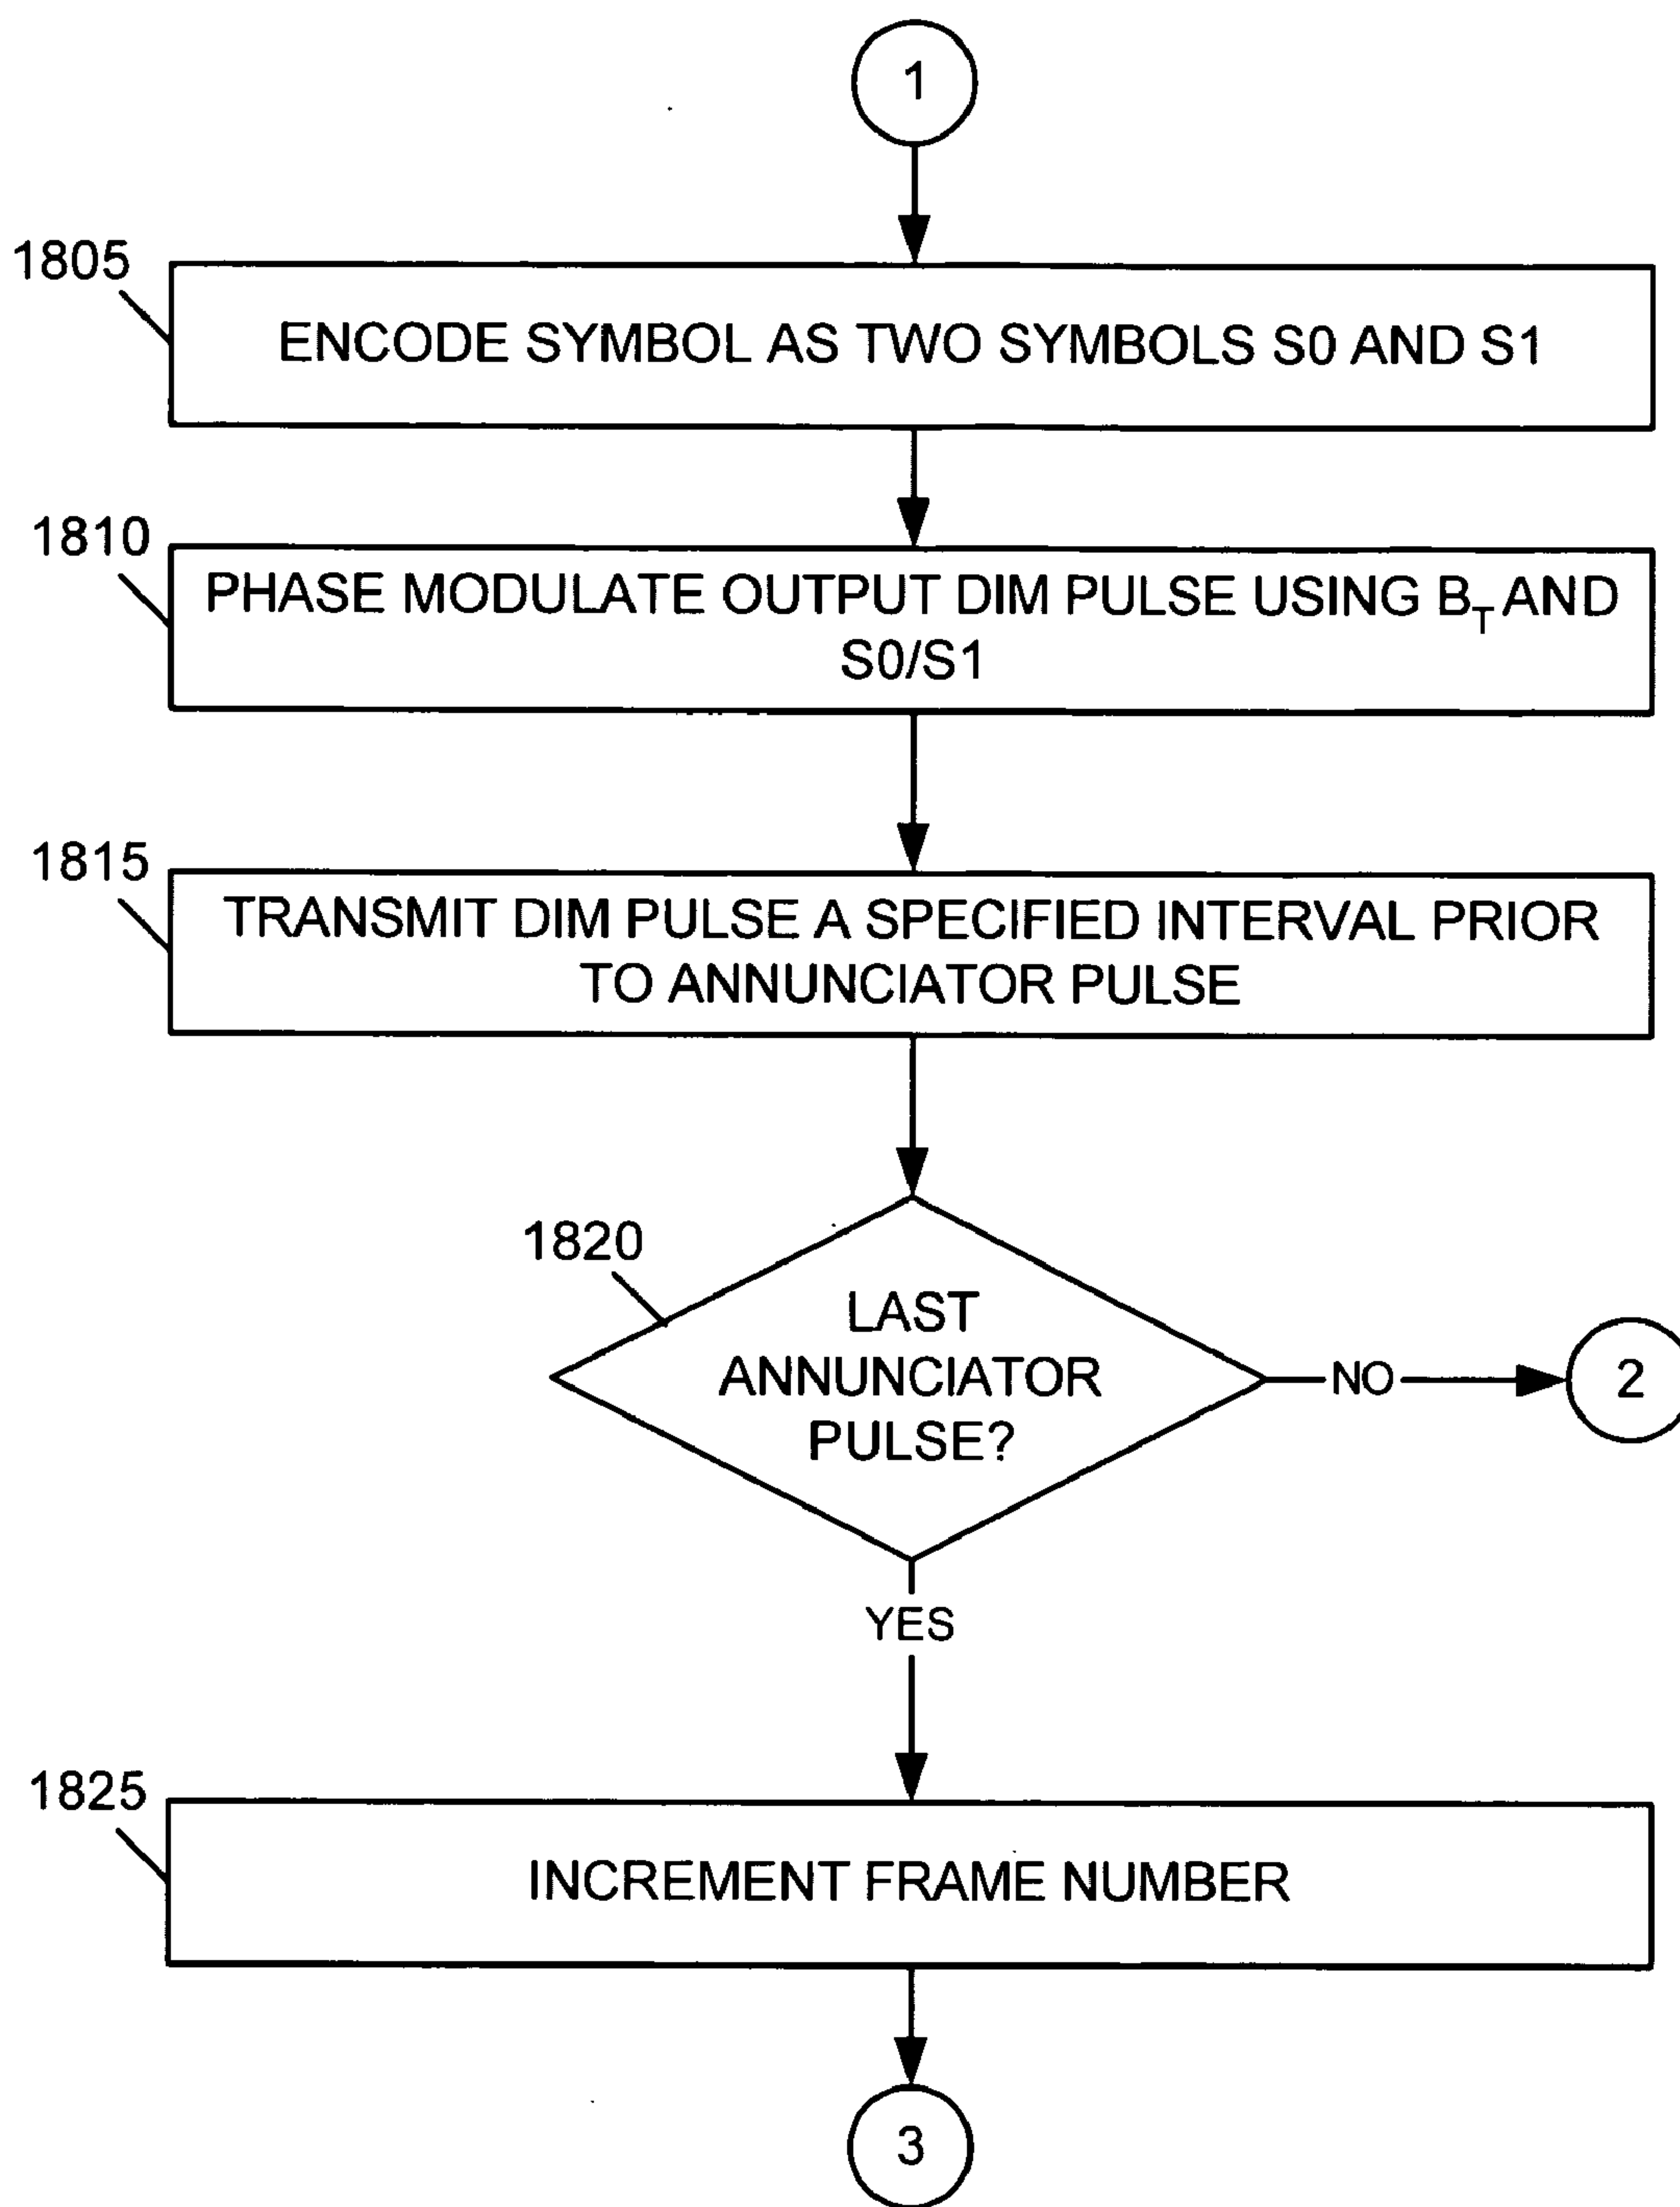 1
1805
ENCODE SYMBOL AS TWO SYMBOLS S0 AND S1
1810
PHASE MODULATE OUTPUT DIM PULSE USING B_T AND
S0/S1
1815
TRANSMIT DIM PULSE A SPECIFIED INTERVAL PRIOR
TO ANNUNCIATOR PULSE
1820
LAST
ANNUNCIATOR
PULSE?
NO
2
YES
1825
INCREMENT FRAME NUMBER
3